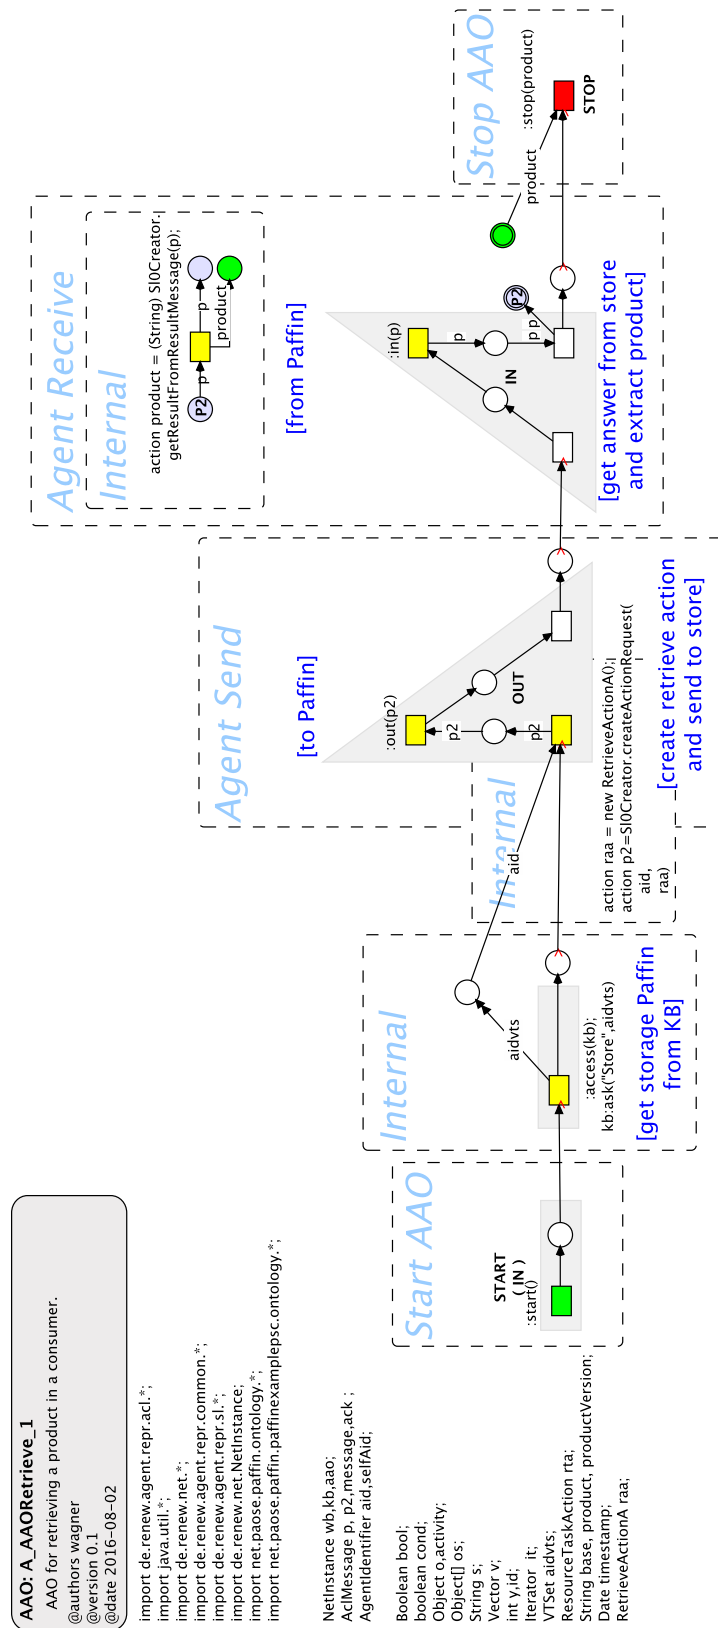 AAO: A_AAORetrieve_1
AAO for retrieving a product in a consumer.
@authors wagner
@version 0.1
@date 2016-08-02
import de.renew.agent.repr.acl.*;
import java.util.*;
import de.renew.net.*;
import de.renew.agent.repr.common.*;
import de.renew.agent.repr.sl.*;
import de.renew.net.NetInstance;
import net.paose.paffin.ontology.*;
import net.paose.paffin.paffinexamplepsc.ontology.*;
NetInstance wb,kb,aao;
AclMessage p, p2,message,ack ;
AgentIdentifier aid,selfAid;
Boolean bool;
boolean cond;
Object o,activity;
Object[] os;
String s;
Vector v;
int y,id;
Iterator it;
VTSet aidvts;
ResourceTaskAction rta;
String base, product, productVersion;
Date timestamp;
RetrieveActionA raa;
Start AAO
START
( IN )
:start()
Internal
aidvts
:access(kb);
kb:ask("Store",aidvts)
[get storage Paffin
from KB]
Agent Send
[to Paffin]
:out(p2)
p2
p2
OUT
aid
Internal
action raa = new RetrieveActionA();
action p2=Sl0Creator.createActionRequest(
aid,
raa)
[create retrieve action
and send to store]
Agent Receive
Internal
action product = (String) Sl0Creator.
getResultFromResultMessage(p);
P2
p
p
product
[from Paffin]
:in(p)
p
p
p
IN
P2
[get answer from store
and extract product]
Stop AAO
product
:stop(product)
STOP